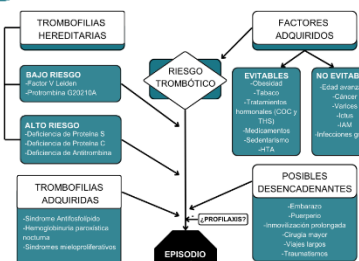 TROMBOFILIAS
HEREDITARIAS
FACTORES
ADQUIRIDOS
BAJO RIESGO
-Factor V Leiden
-Protrombina G20210A
RIESGO
TROMBÓTICO
EVITABLES
-Obesidad
-Tabaco
-Tratamientos
hormonales (COC y
THS)
-Medicamentos
-Sedentarismo
-HTA
NO EVITAB
-Edad avanza
-Cáncer
-Varices
-Ictus
-IAM
-Infecciones g
ALTO RIESGO
-Deficiencia de Proteína S
-Deficiencia de Proteína C
-Deficiencia de Antitrombina
TROMBOFILIAS
ADQUIRIDAS
-Síndrome Antifosfolípido
-Hemoglobinuria paroxística
nocturna
-Síndromes mieloproliferativos
POSIBLES
DESENCADENANTES
-Embarazo
-Puerperio
-Inmovilización prolongada
-Cirugía mayor
-Viajes largos
-Traumatismos
¿PROFILAXIS?
EPISODIO